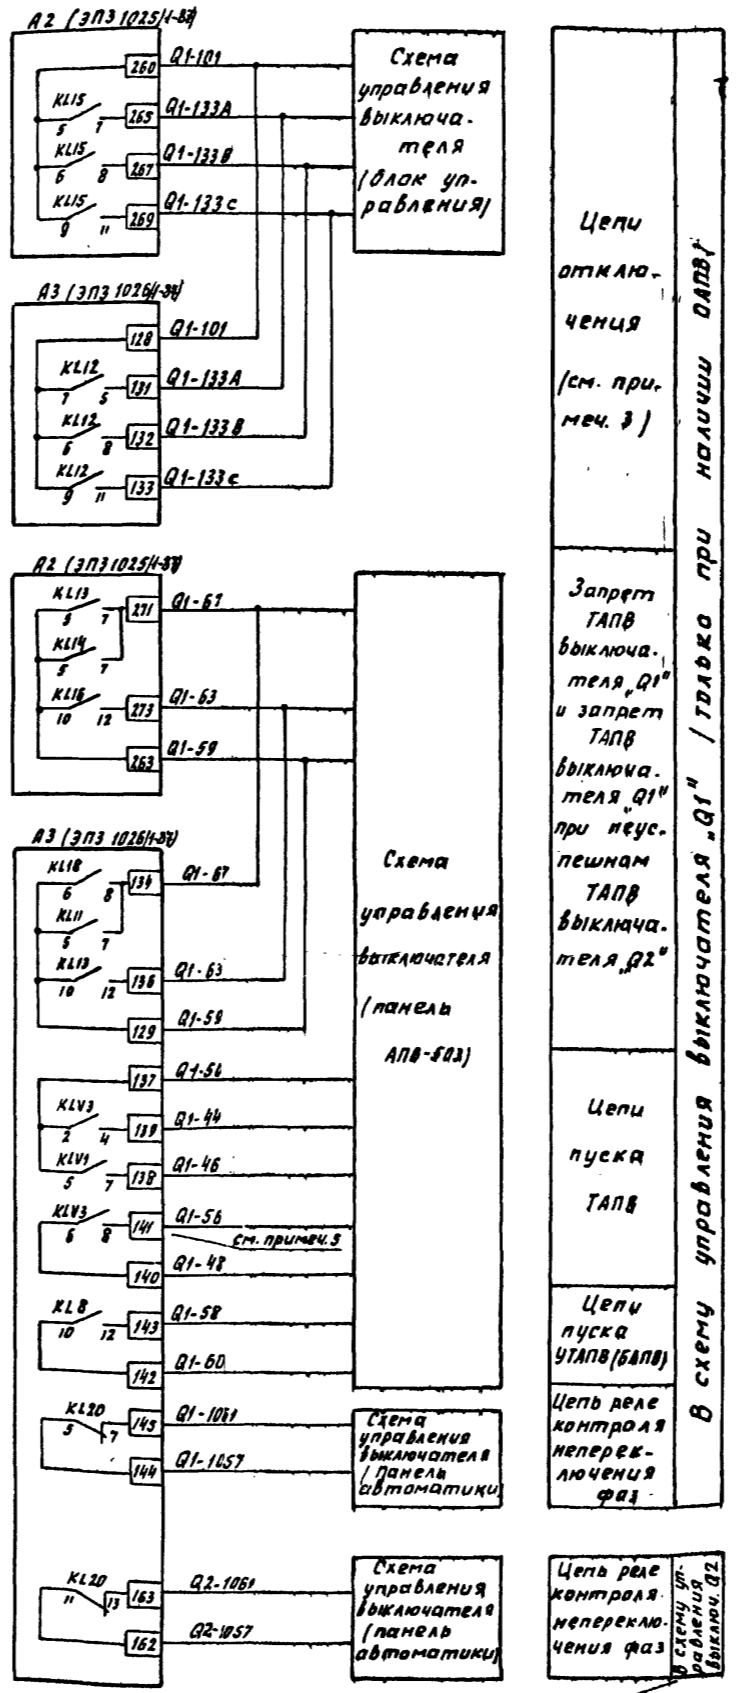 А2 (ЭПЗ 1025/1-87)
Q1-101
260
KL15
5 7
265
Q1-133А
KL15
6 8
267
Q1-133В
KL15
9 11
269
Q1-133с
Схема
управления
выключа-
теля
(блок уп-
равления)
А3 (ЭПЗ 1026/1-87)
128
Q1-101
KL12
7 5
131
Q1-133А
KL12
6 8
132
Q1-133В
KL12
9 11
133
Q1-133с
Цепи
отклю-
чения
(см. при-
меч. 3)
А2 (ЭПЗ 1025/1-87)
KL13
5 7
271
Q1-67
KL14
5 7
KL16
10 12
273
Q1-63
263
Q1-59
А3 (ЭПЗ 1026/1-87)
KL18
6 8
134
Q1-67
KL11
5 7
KL13
10 12
136
Q1-63
129
Q1-59
137
Q1-56
KLV3
2 4
139
Q1-44
KLV1
5 7
138
Q1-46
KLV3
6 8
141
Q1-56
см. примеч. 5
140
Q1-48
KL8
10 12
143
Q1-58
142
Q1-60
Схема
управления
выключателя
(панель
АПВ-503)
Запрет
ТАПВ
выключа-
теля „Q1"
и запрет
ТАПВ
выключа-
теля „Q1"
при неус-
пешном
ТАПВ
выключа-
теля „Q2"
Цепи
пуска
ТАПВ
Цепи
пуска
УТАПВ(БАПВ)
KL20
5 7
145
Q1-1061
144
Q1-1057
Схема
управления
выключателя
(панель
автоматики)
Цепь реле
контроля
неперек-
лючения
фаз
В схему управления выключателя „Q1" (только при наличии ОАПВ)
KL20
11 13
163
Q2-1061
162
Q2-1057
Схема
управления
выключателя
(панель
автоматики)
Цепь реле
контроля
непереклю-
чения фаз
В схему уп-
равления
выключ. Q2